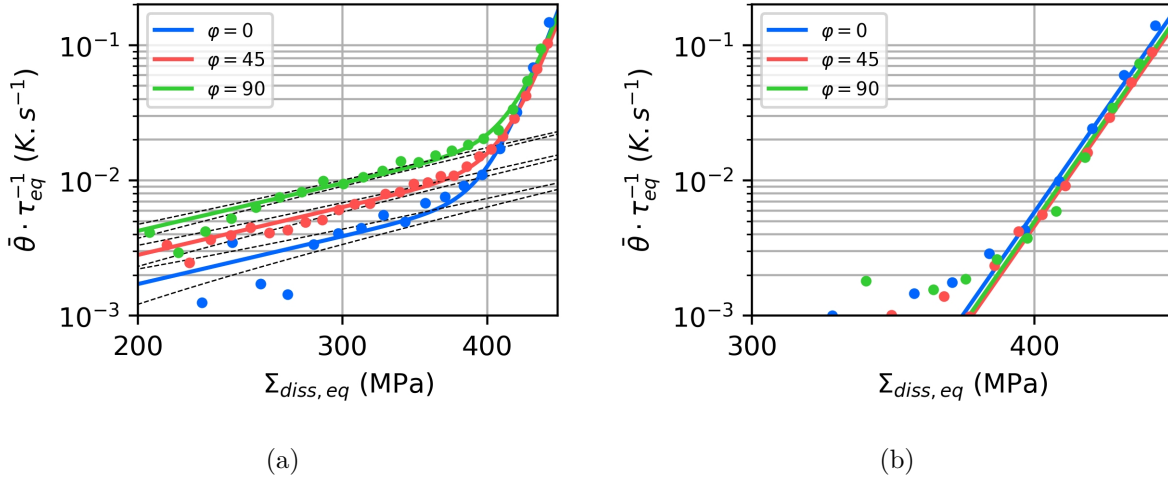 10⁻¹
10⁻²
10⁻³
θ̄ · τ_eq⁻¹ (K.s⁻¹)
φ = 0
φ = 45
φ = 90
200
300
400
Σ_diss, eq (MPa)
(a)
10⁻¹
10⁻²
10⁻³
θ̄ · τ_eq⁻¹ (K.s⁻¹)
φ = 0
φ = 45
φ = 90
300
400
Σ_diss, eq (MPa)
(b)